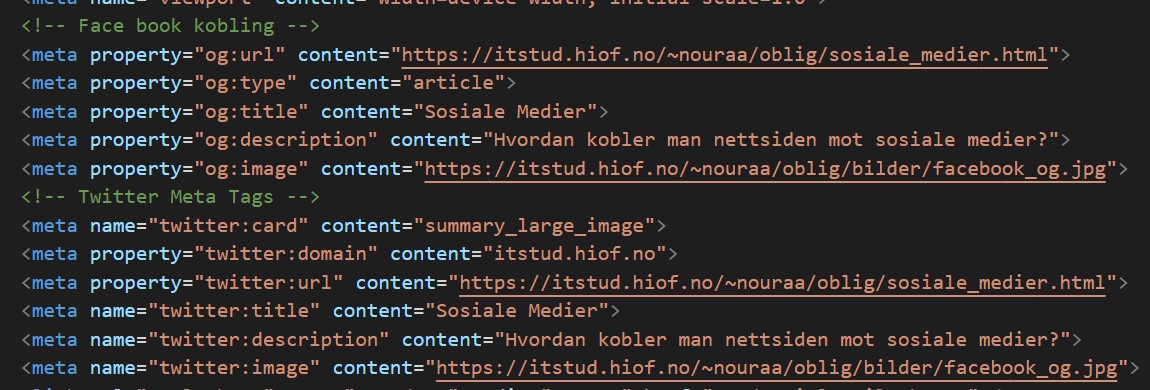 <meta name="viewport" content="width=device-width, initial-scale=1.0">
<!-- Face book kobling -->
<meta property="og:url" content="https://itstud.hiof.no/~nouraa/oblig/sosiale_medier.html">
<meta property="og:type" content="article">
<meta property="og:title" content="Sosiale Medier">
<meta property="og:description" content="Hvordan kobler man nettsiden mot sosiale medier?">
<meta property="og:image" content="https://itstud.hiof.no/~nouraa/oblig/bilder/facebook_og.jpg">
<!-- Twitter Meta Tags -->
<meta name="twitter:card" content="summary_large_image">
<meta property="twitter:domain" content="itstud.hiof.no">
<meta property="twitter:url" content="https://itstud.hiof.no/~nouraa/oblig/sosiale_medier.html">
<meta name="twitter:title" content="Sosiale Medier">
<meta name="twitter:description" content="Hvordan kobler man nettsiden mot sosiale medier?">
<meta name="twitter:image" content="https://itstud.hiof.no/~nouraa/oblig/bilder/facebook_og.jpg">